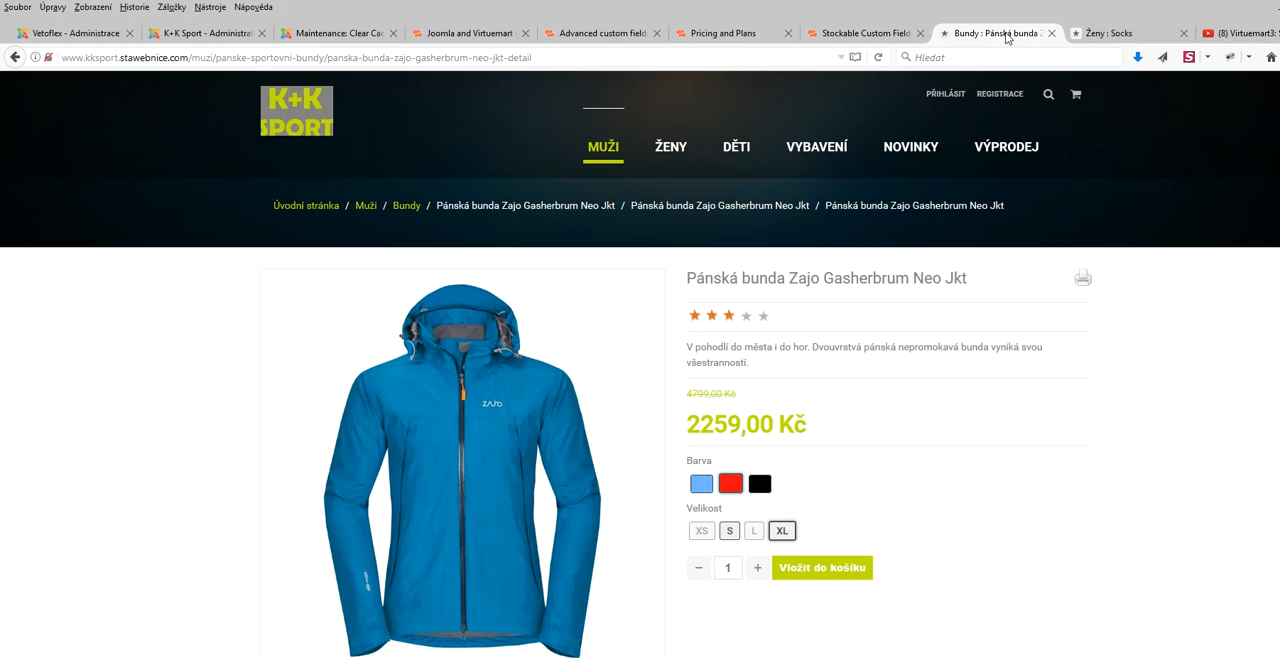 Soubor Úpravy Zobrazení Historie Záložky Nástroje Nápověda
Vetoflex - Administrace K+K Sport - Administrat Maintenance: Clear Cac Joomla and Virtuemart Advanced custom field Pricing and Plans Stockable Custom Field Bundy : Pánská bunda Z Ženy : Socks (8) Virtuemart3: S
www.kksport.stawebnice.com/muzi/panske-sportovni-bundy/panska-bunda-zajo-gasherbrum-neo-jkt-detail Hledat
K+K
SPORT
PŘIHLÁSIT REGISTRACE
MUŽI ŽENY DĚTI VYBAVENÍ NOVINKY VÝPRODEJ
Úvodní stránka / Muži / Bundy / Pánská bunda Zajo Gasherbrum Neo Jkt / Pánská bunda Zajo Gasherbrum Neo Jkt / Pánská bunda Zajo Gasherbrum Neo Jkt
Pánská bunda Zajo Gasherbrum Neo Jkt
V pohodlí do města i do hor. Dvouvrstvá pánská nepromokavá bunda vyniká svou
všestranností.
4799,00 Kč
2259,00 Kč
Barva
Velikost
XS S L XL
− 1 + Vložit do košíku
ZAJO